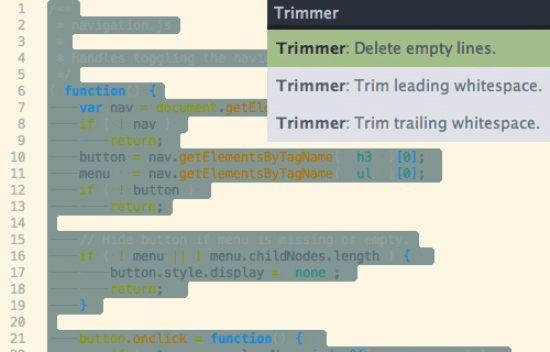 Trimmer
Trimmer: Delete empty lines.
Trimmer: Trim leading whitespace.
Trimmer: Trim trailing whitespace.
1 /**
2 * navigation.js
3 *
4 * Handles toggling the navi
5 */
6 ( function() {
7 var nav = document.getEle
8 if ( ! nav )
9 return;
10 button = nav.getElementsByTagName( h3 )[0];
11 menu = nav.getElementsByTagName( ul )[0];
12 if ( ! button )
13 return;
14
15 // Hide button if menu is missing or empty.
16 if ( ! menu || ! menu.childNodes.length ) {
17 button.style.display = none ;
18 return;
19 }
20
21 button.onclick = function() {